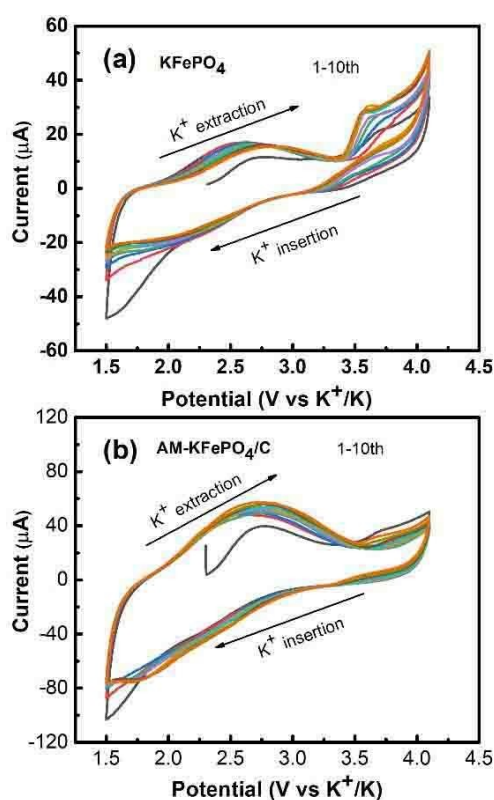 (a) KFePO₄ 1-10th
K⁺ extraction
K⁺ insertion
Current (μA)
60
40
20
0
-20
-40
-60
1.5 2.0 2.5 3.0 3.5 4.0 4.5
Potential (V vs K⁺/K)
(b) AM-KFePO₄/C 1-10th
K⁺ extraction
K⁺ insertion
Current (μA)
120
80
40
0
-40
-80
-120
1.5 2.0 2.5 3.0 3.5 4.0 4.5
Potential (V vs K⁺/K)